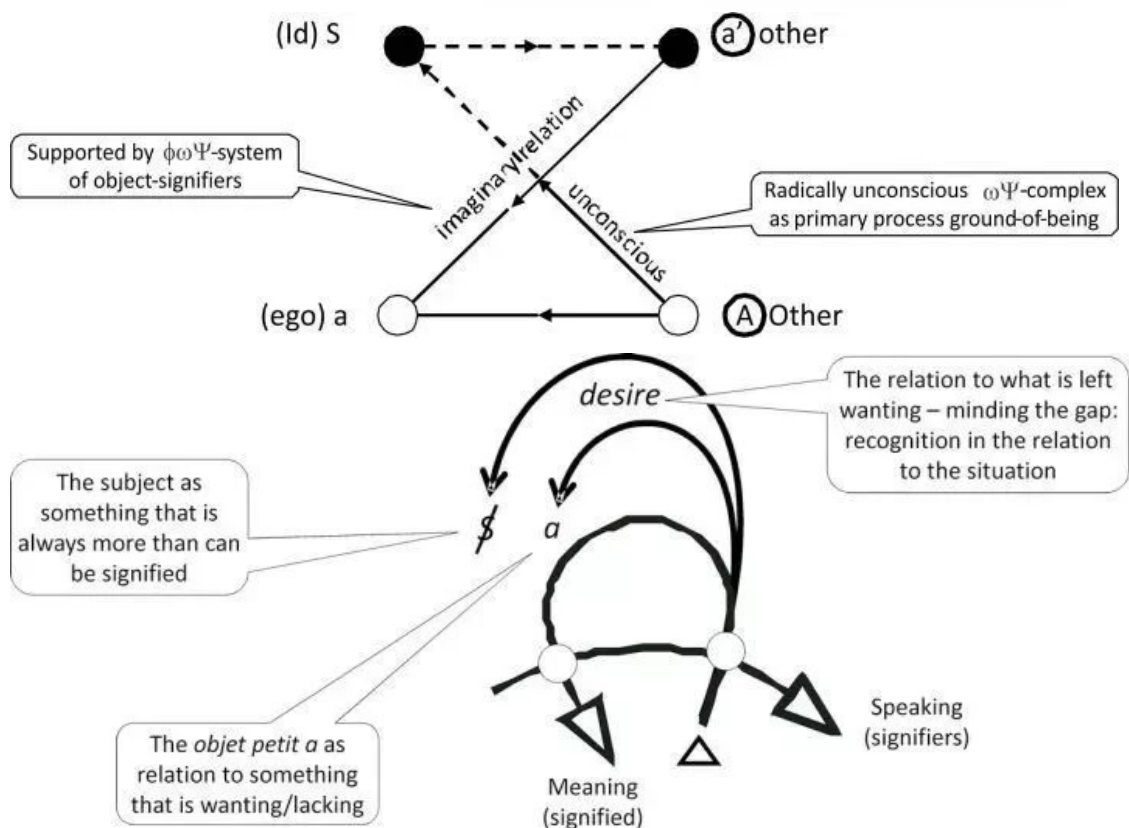 (Id) S
a' other
imaginary relation
unconscious
Supported by ϕωΨ-system
of object-signifiers
Radically unconscious ωΨ-complex
as primary process ground-of-being
(ego) a
A Other
desire
The relation to what is left
wanting – minding the gap:
recognition in the relation
to the situation
The subject as
something that is
always more than can
be signified
$
a
The objet petit a as
relation to something
that is wanting/lacking
Meaning
(signified)
Speaking
(signifiers)